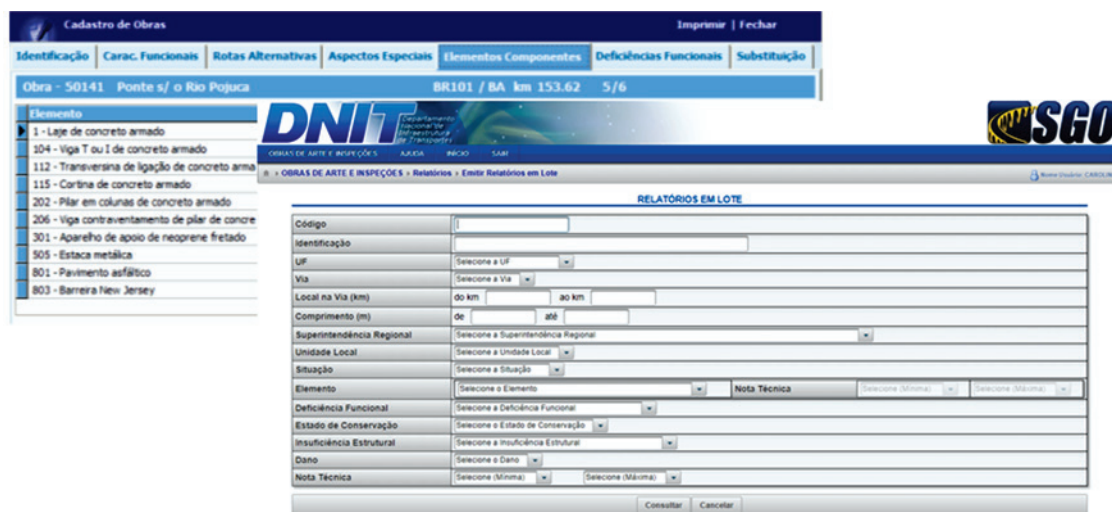 Cadastro de Obras
Imprimir | Fechar
Identificação Carac. Funcionais Rotas Alternativas Aspectos Especiais Elementos Componentes Deficiências Funcionais Substituição
Obra - 50141 Ponte s/ o Rio Pojuca BR101 / BA km 153.62 5/6
Elemento
1 - Laje de concreto armado
104 - Viga T ou I de concreto armado
112 - Transversina de ligação de concreto arma
115 - Cortina de concreto armado
202 - Pilar em colunas de concreto armado
206 - Viga contraventamento de pilar de concre
301 - Aparelho de apoio de neoprene fretado
505 - Estaca metálica
801 - Pavimento asfáltico
803 - Barreira New Jersey
DNIT
Departamento
Nacional de
Infraestrutura
de Transportes
SGO
OBRAS DE ARTE E INSPEÇÕES AJUDA INÍCIO SAIR
> OBRAS DE ARTE E INSPEÇÕES > Relatórios > Emitir Relatórios em Lote
Nome Usuário: CAROLIN
RELATÓRIOS EM LOTE
Código
Identificação
UF Selecione a UF
Via Selecione a Via
Local na Via (km) do km ao km
Comprimento (m) de até
Superintendência Regional Selecione a Superintendência Regional
Unidade Local Selecione a Unidade Local
Situação Selecione a Situação
Elemento Selecione o Elemento Nota Técnica Selecione (Mínima) Selecione (Máxima)
Deficiência Funcional Selecione a Deficiência Funcional
Estado de Conservação Selecione o Estado de Conservação
Insuficiência Estrutural Selecione a Insuficiência Estrutural
Dano Selecione o Dano
Nota Técnica Selecione (Mínima) Selecione (Máxima)
Consultar Cancelar